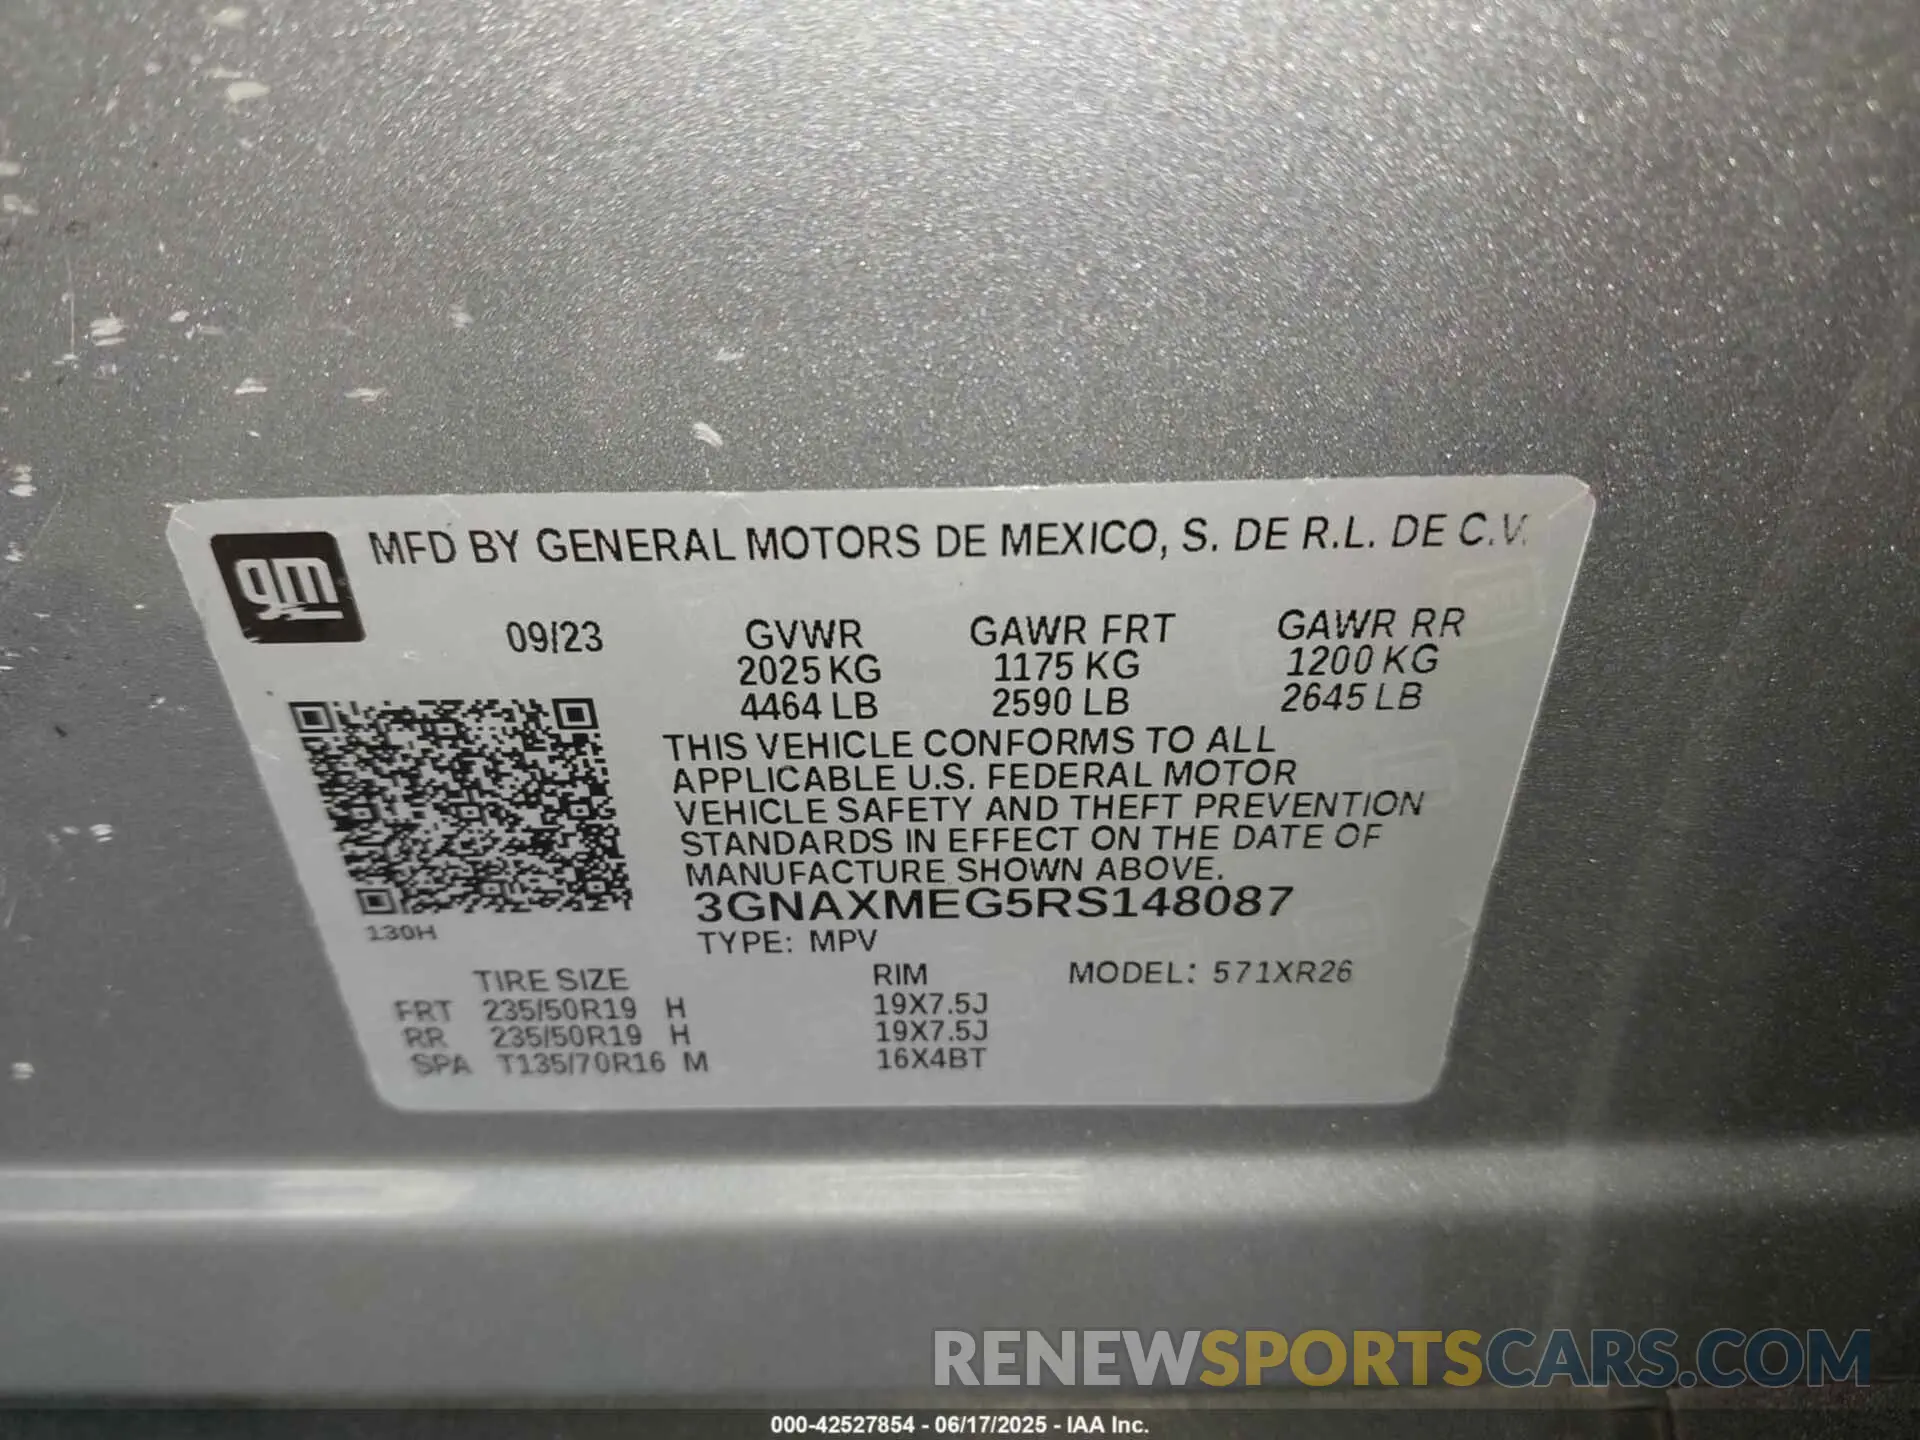 gm MFD BY GENERAL MOTORS DE MEXICO, S. DE R.L. DE C.V.
09/23 GVWR GAWR FRT GAWR RR
2025 KG 1175 KG 1200 KG
4464 LB 2590 LB 2645 LB
THIS VEHICLE CONFORMS TO ALL
APPLICABLE U.S. FEDERAL MOTOR
VEHICLE SAFETY AND THEFT PREVENTION
STANDARDS IN EFFECT ON THE DATE OF
MANUFACTURE SHOWN ABOVE.
3GNAXMEG5RS148087
130H
TYPE: MPV
TIRE SIZE RIM MODEL: 571XR26
FRT 235/50R19 H 19X7.5J
RR 235/50R19 H 19X7.5J
SPA T135/70R16 M 16X4BT
RENEWSPORTSCARS.COM
000-42527854 - 06/17/2025 - IAA Inc.